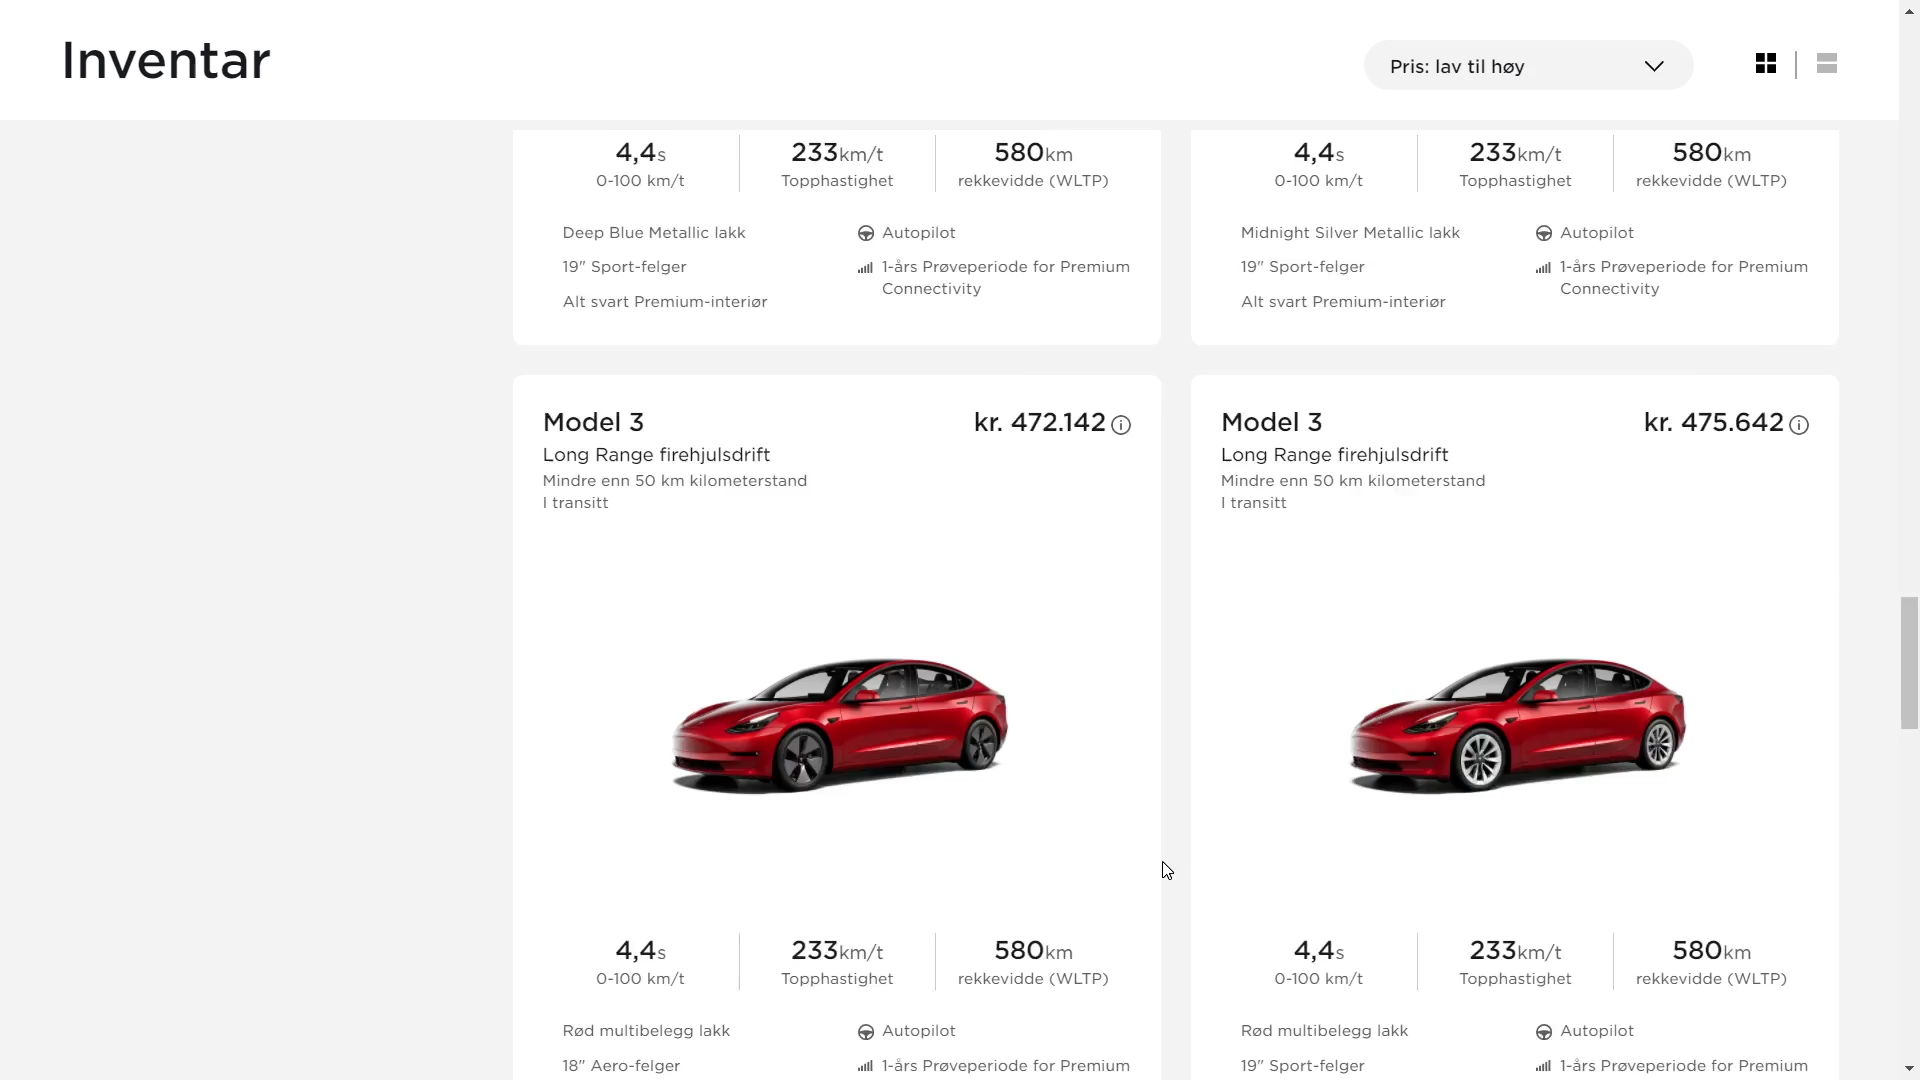 Inventar
Pris: lav til høy
4,4s
0-100 km/t
233km/t
Topphastighet
580km
rekkevidde (WLTP)
Deep Blue Metallic lakk
19" Sport-felger
Alt svart Premium-interiør
Autopilot
1-års Prøveperiode for Premium
Connectivity
4,4s
0-100 km/t
233km/t
Topphastighet
580km
rekkevidde (WLTP)
Midnight Silver Metallic lakk
19" Sport-felger
Alt svart Premium-interiør
Autopilot
1-års Prøveperiode for Premium
Connectivity
Model 3
kr. 472.142
Long Range firehjulsdrift
Mindre enn 50 km kilometerstand
I transitt
4,4s
0-100 km/t
233km/t
Topphastighet
580km
rekkevidde (WLTP)
Rød multibelegg lakk
18" Aero-felger
Autopilot
1-års Prøveperiode for Premium
Model 3
kr. 475.642
Long Range firehjulsdrift
Mindre enn 50 km kilometerstand
I transitt
4,4s
0-100 km/t
233km/t
Topphastighet
580km
rekkevidde (WLTP)
Rød multibelegg lakk
19" Sport-felger
Autopilot
1-års Prøveperiode for Premium